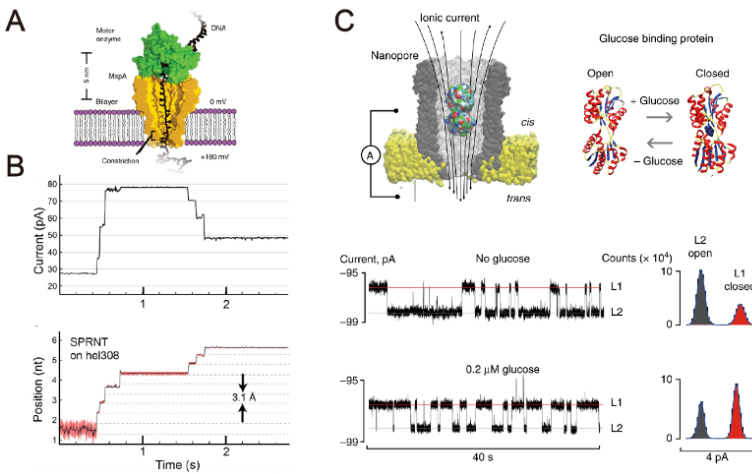 A
Motor
enzyme
DNA
5 nm
MspA
Bilayer
0 mV
Constriction
+180 mV
B
Current (pA)
80
70
60
50
40
30
1
2
SPRNT
on hel308
Position (nt)
6
5
4
3
2
1
3.1 Å
1
2
Time (s)
C
Ionic current
Nanopore
cis
A
trans
Glucose binding protein
Open
Closed
+ Glucose
– Glucose
Current, pA
No glucose
Counts (× 10⁴)
–95
L1
L2
–99
10
5
0
L2
open
L1
closed
0.2 µM glucose
–95
L1
L2
–99
40 s
10
5
0
4 pA